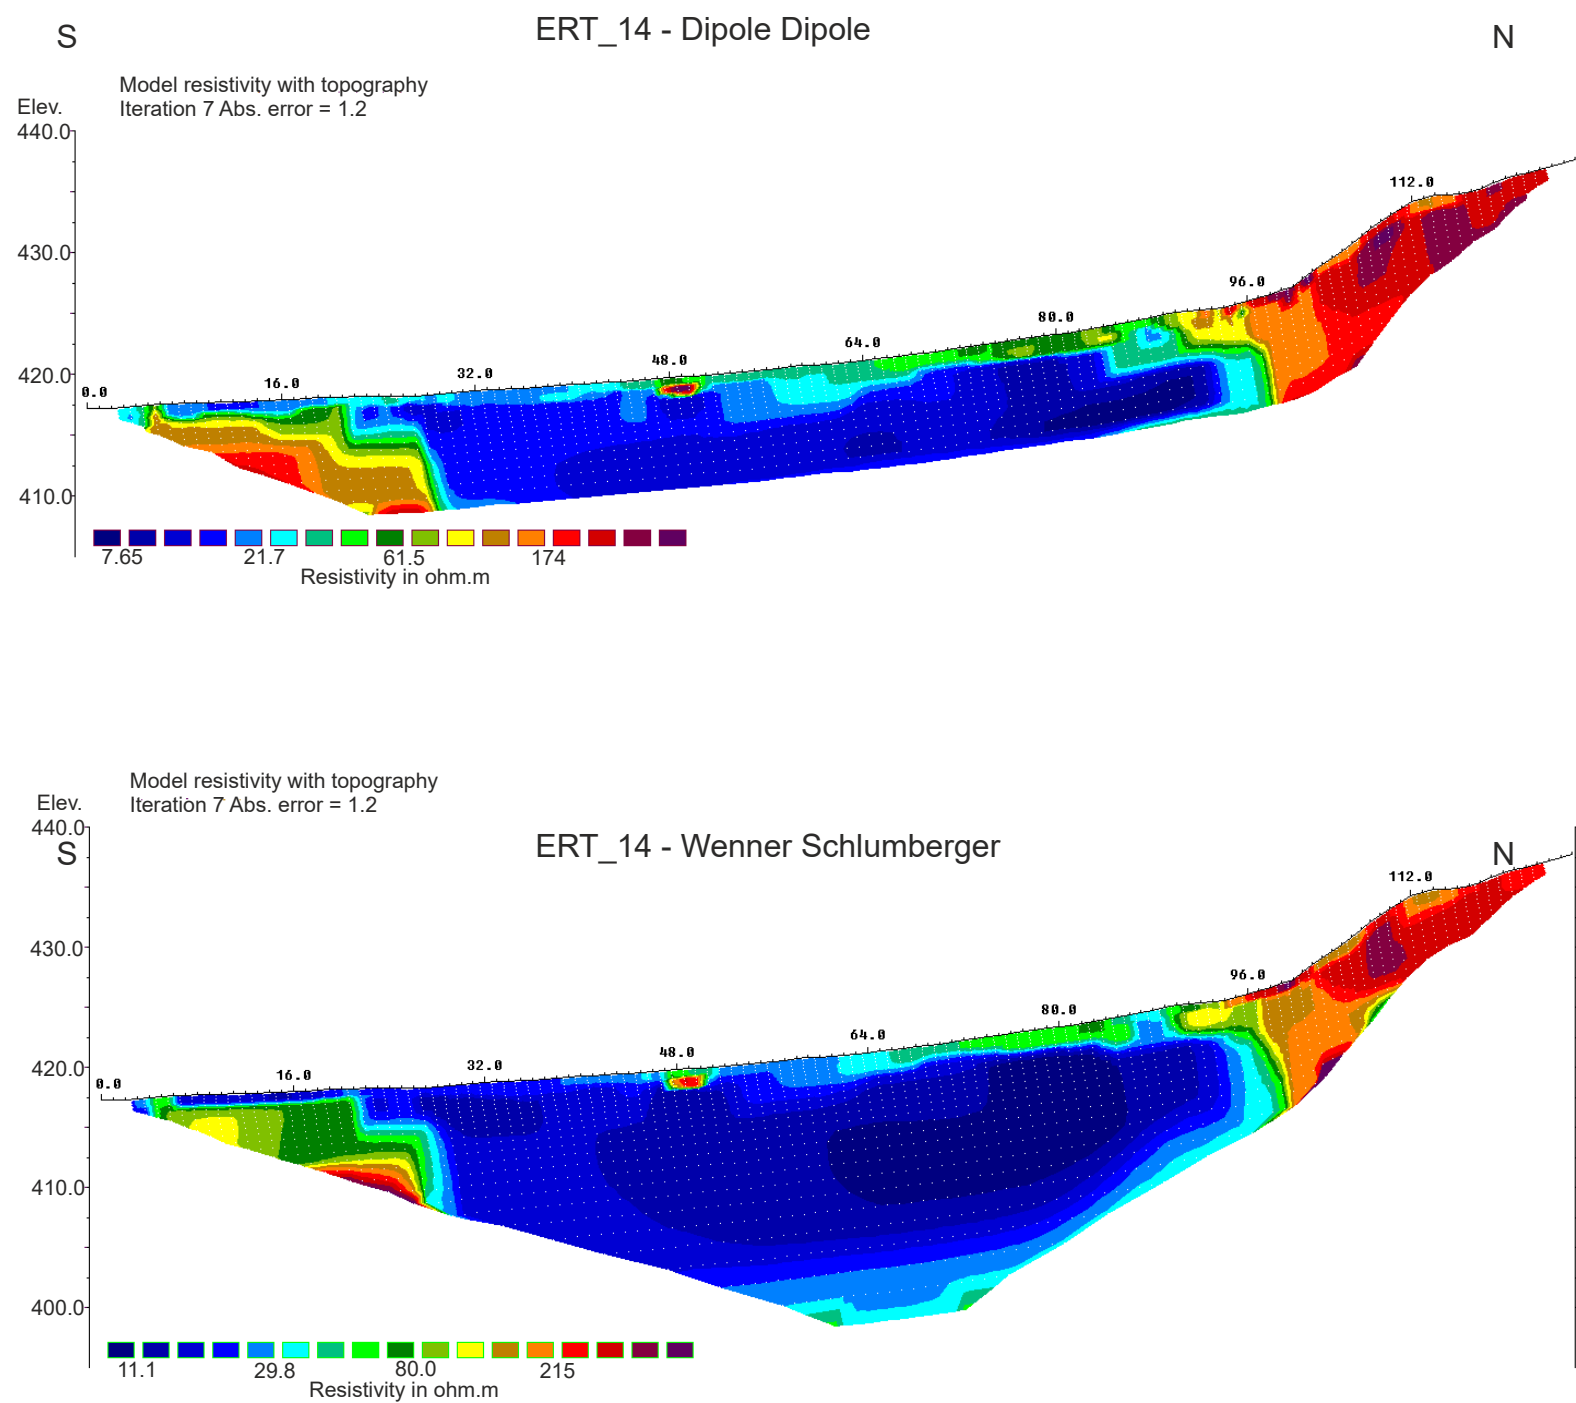 ERT_14 - Dipole Dipole
S
N
Model resistivity with topography
Iteration 7 Abs. error = 1.2
Elev.
440.0
430.0
420.0
410.0
0.0
16.0
32.0
48.0
64.0
80.0
96.0
112.0
7.65
21.7
61.5
174
Resistivity in ohm.m
Model resistivity with topography
Iteration 7 Abs. error = 1.2
Elev.
ERT_14 - Wenner Schlumberger
S
N
440.0
430.0
420.0
410.0
400.0
0.0
16.0
32.0
48.0
64.0
80.0
96.0
112.0
11.1
29.8
80.0
215
Resistivity in ohm.m